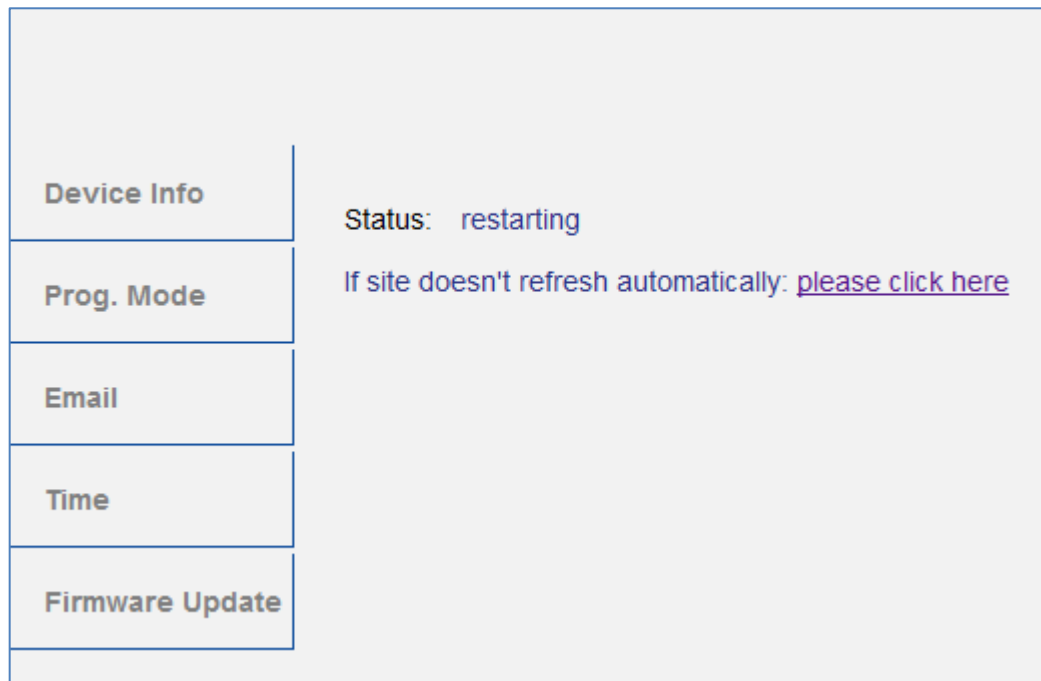 Device Info
Prog. Mode
Email
Time
Firmware Update
Status: restarting
If site doesn't refresh automatically: please click here